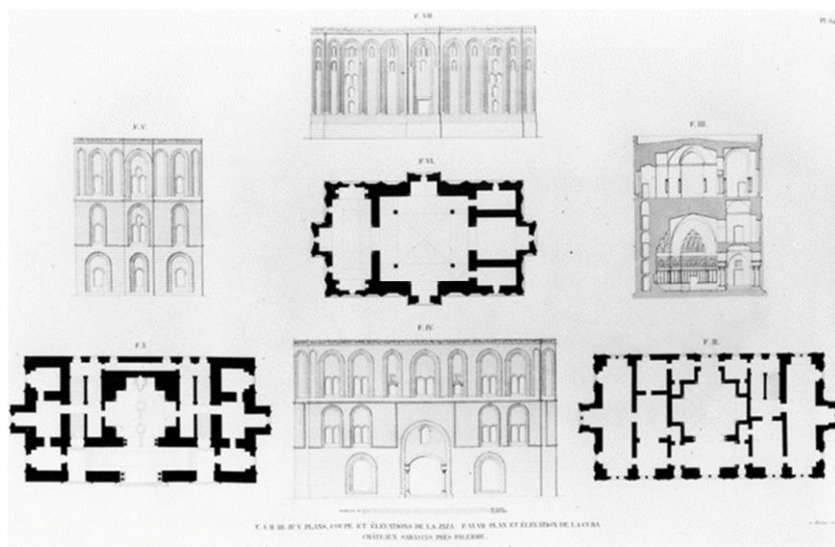 F. VII.
F. V.
F. III.
F. VI.
F. I.
F. IV.
F. II.
F. I. II. III. IV. V. PLANS, COUPE ET ÉLÉVATIONS DE LA ZIZA. F. VI. VII. PLAN ET ÉLÉVATION DE LA CUBA
CHÂTEAUX SARASINS PRÈS PALERME.